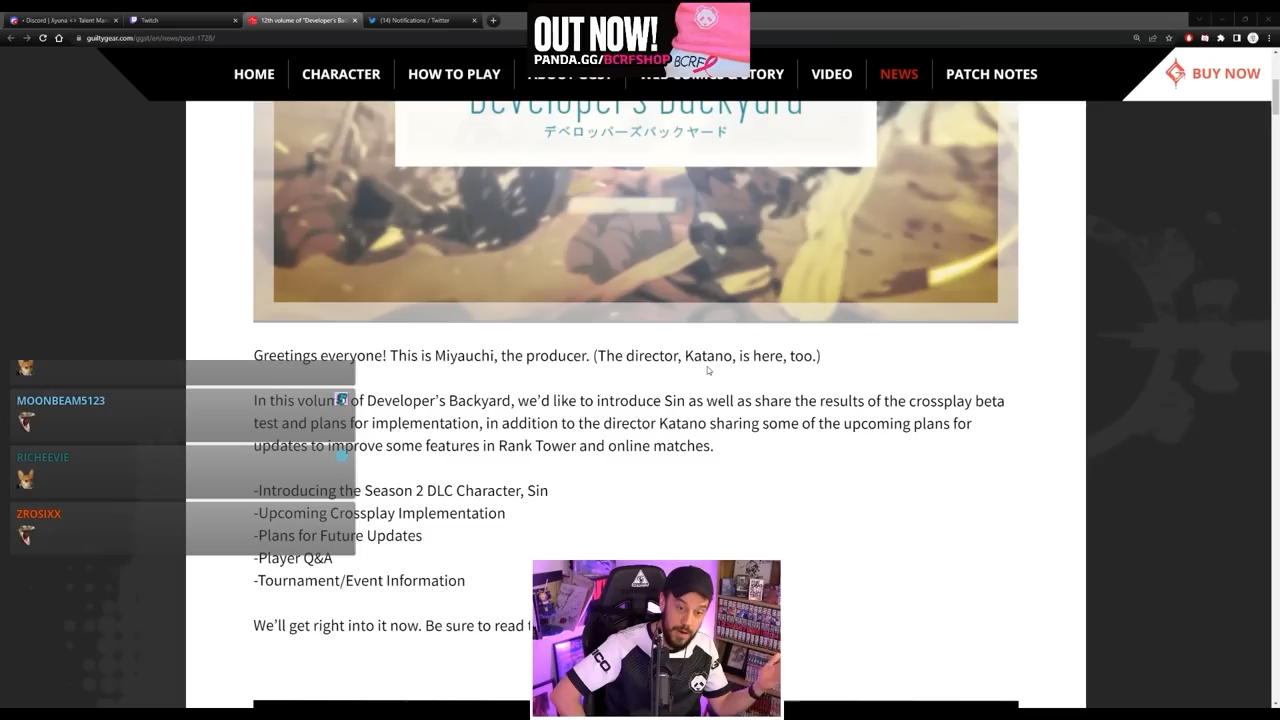 Discord | Jiyuna <> Talent Man
Twitch
12th volume of "Developer's Bac
(14) Notifications / Twitter
guiltygear.com/ggst/en/news/post-1728/
OUT NOW!
PANDA.GG/BCRFSHOP
BCRF
HOME
CHARACTER
HOW TO PLAY
ABOUT GGST
STORY
VIDEO
NEWS
PATCH NOTES
BUY NOW
Developer's Backyard
デベロッパーズバックヤード
Greetings everyone! This is Miyauchi, the producer. (The director, Katano, is here, too.)
In this volume of Developer's Backyard, we'd like to introduce Sin as well as share the results of the crossplay beta
test and plans for implementation, in addition to the director Katano sharing some of the upcoming plans for
updates to improve some features in Rank Tower and online matches.
-Introducing the Season 2 DLC Character, Sin
-Upcoming Crossplay Implementation
-Plans for Future Updates
-Player Q&A
-Tournament/Event Information
We'll get right into it now. Be sure to read
MOONBEAM5123
RICHEEVIE
ZROSIXX